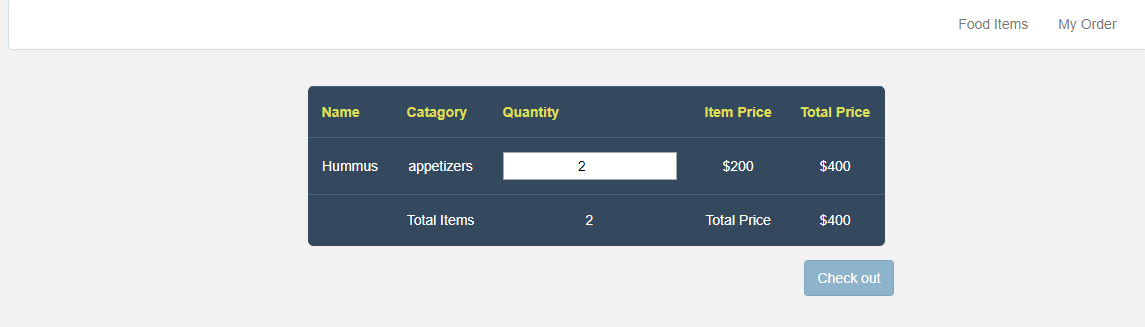 Food Items My Order
Name Catagory Quantity Item Price Total Price
Hummus appetizers 2 $200 $400
Total Items 2 Total Price $400
Check out